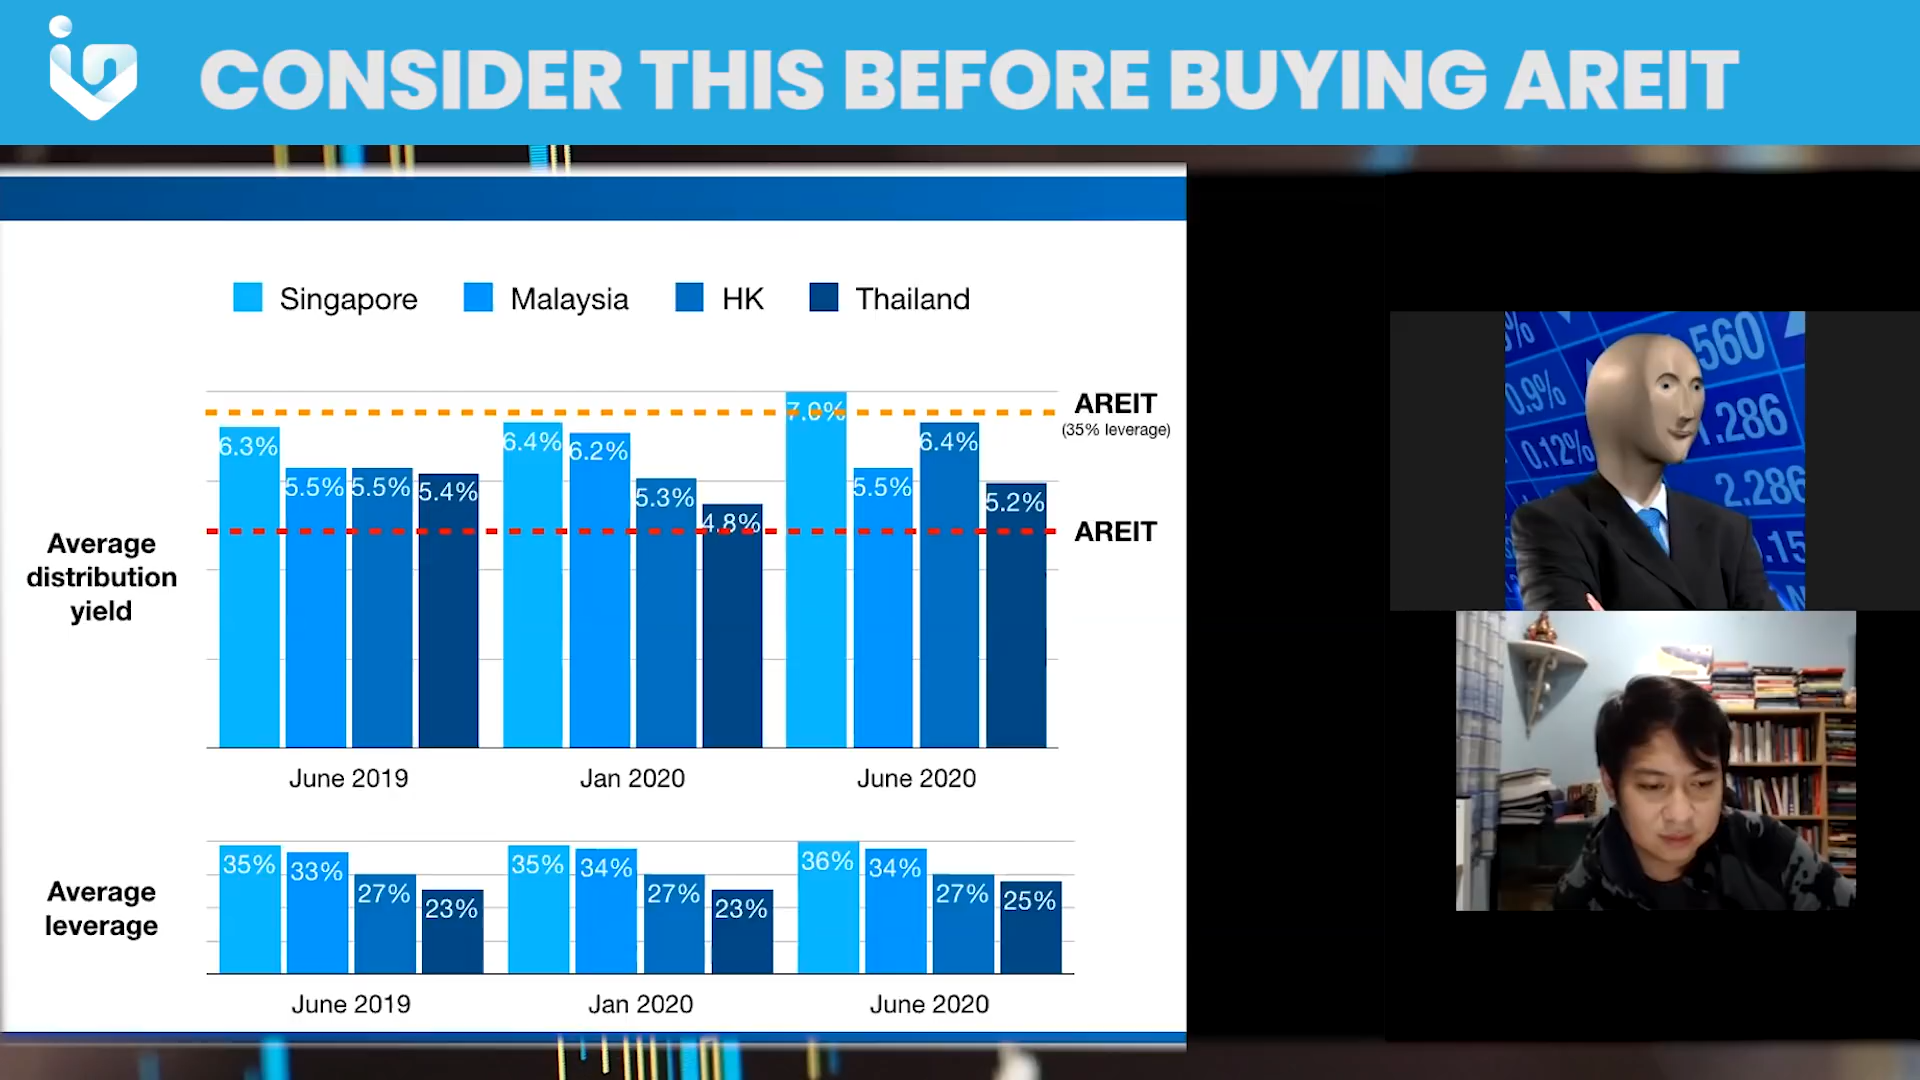 CONSIDER THIS BEFORE BUYING AREIT
Singapore Malaysia HK Thailand
AREIT
(35% leverage)
AREIT
Average
distribution
yield
6.3% 5.5% 5.5% 5.4%
6.4% 6.2% 5.3% 4.8%
7.0% 5.5% 6.4% 5.2%
June 2019 Jan 2020 June 2020
Average
leverage
35% 33% 27% 23%
35% 34% 27% 23%
36% 34% 27% 25%
June 2019 Jan 2020 June 2020
560
0.9%
1.286
0.12%
2.286
.15